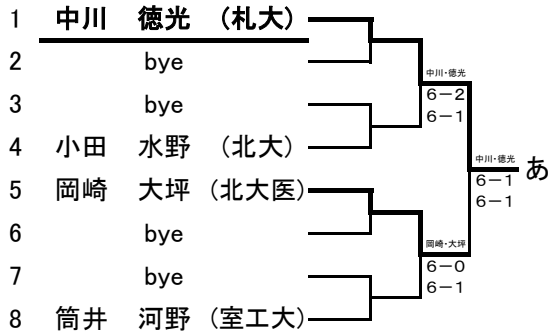 1 中川 徳光 (札大)
2 bye
3 bye
4 小田 水野 (北大)
5 岡崎 大坪 (北大医)
6 bye
7 bye
8 筒井 河野 (室工大)
中川・徳光
6-2
6-1
岡崎・大坪
6-0
6-1
中川・徳光
6-1
6-1
あ